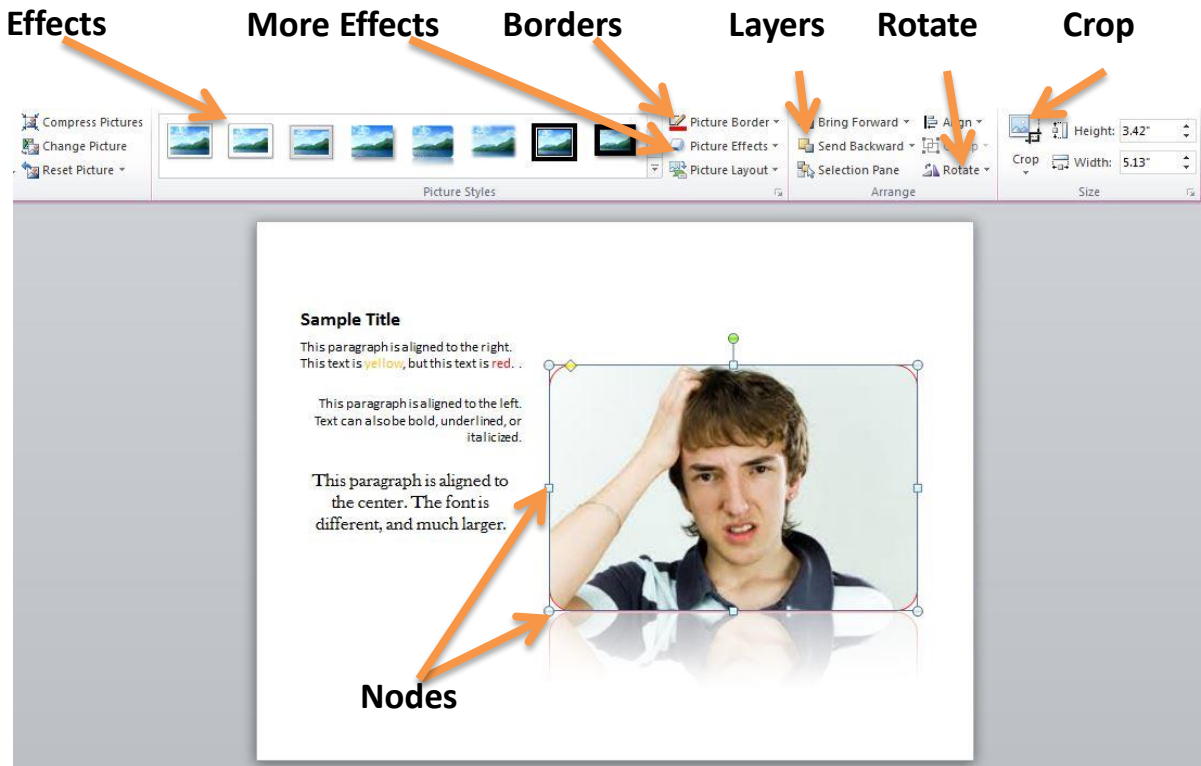 Effects More Effects Borders Layers Rotate Crop
Compress Pictures
Change Picture
Reset Picture
Picture Styles
Picture Border
Picture Effects
Picture Layout
Bring Forward
Send Backward
Selection Pane
Align
Rotate
Arrange
Crop
Height: 3.42"
Width: 5.13"
Size
Sample Title
This paragraph is aligned to the right.
This text is yellow, but this text is red. .
This paragraph is aligned to the left.
Text can also be bold, underlined, or
italicized.
This paragraph is aligned to
the center. The font is
different, and much larger.
Nodes